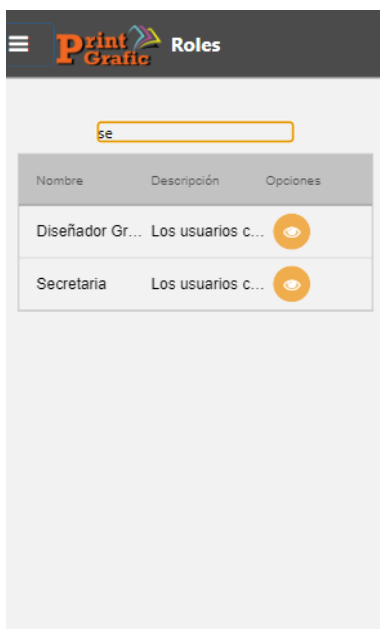 Print
Grafic
Roles
se
Nombre Descripción Opciones
Diseñador Gr... Los usuarios c...
Secretaria Los usuarios c...